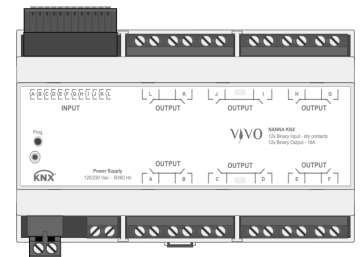 A B C D E F G H I J K L
INPUT
L K
OUTPUT
J I
OUTPUT
H G
OUTPUT
Prog.
VIVO
NANNA KNX
12x Binary Input - dry contacts
12x Binary Output - 16A
KNX
Power Supply
120/230 Vac - 50/60 Hz
OUTPUT
A B
OUTPUT
C D
OUTPUT
E F